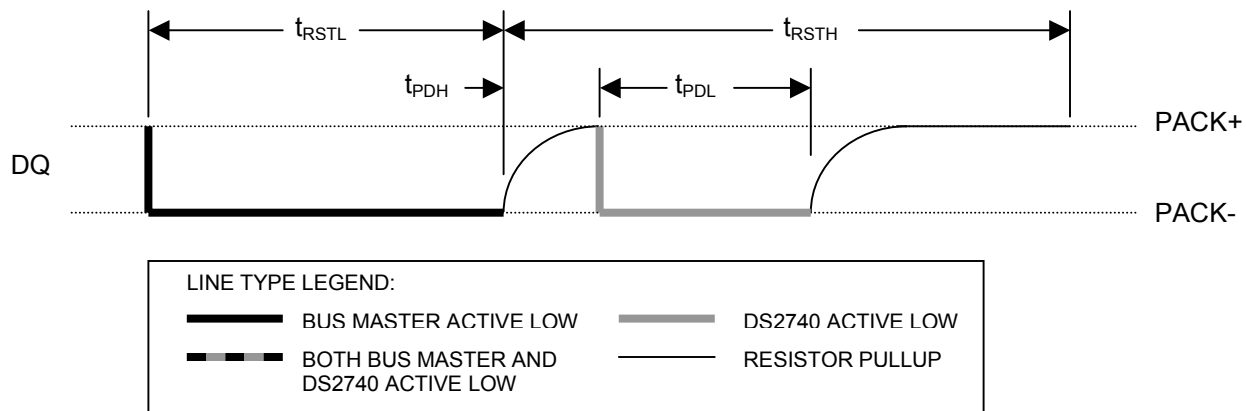 tRSTL
tRSTH
tPDH
tPDL
PACK+
DQ
PACK-
LINE TYPE LEGEND:
BUS MASTER ACTIVE LOW
DS2740 ACTIVE LOW
BOTH BUS MASTER AND
DS2740 ACTIVE LOW
RESISTOR PULLUP